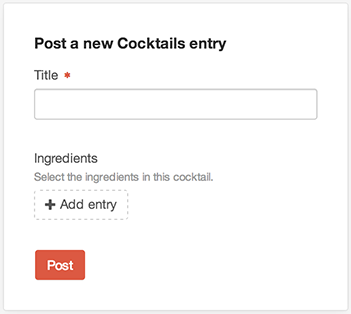 Post a new Cocktails entry
Title *
Ingredients
Select the ingredients in this cocktail.
+ Add entry
Post